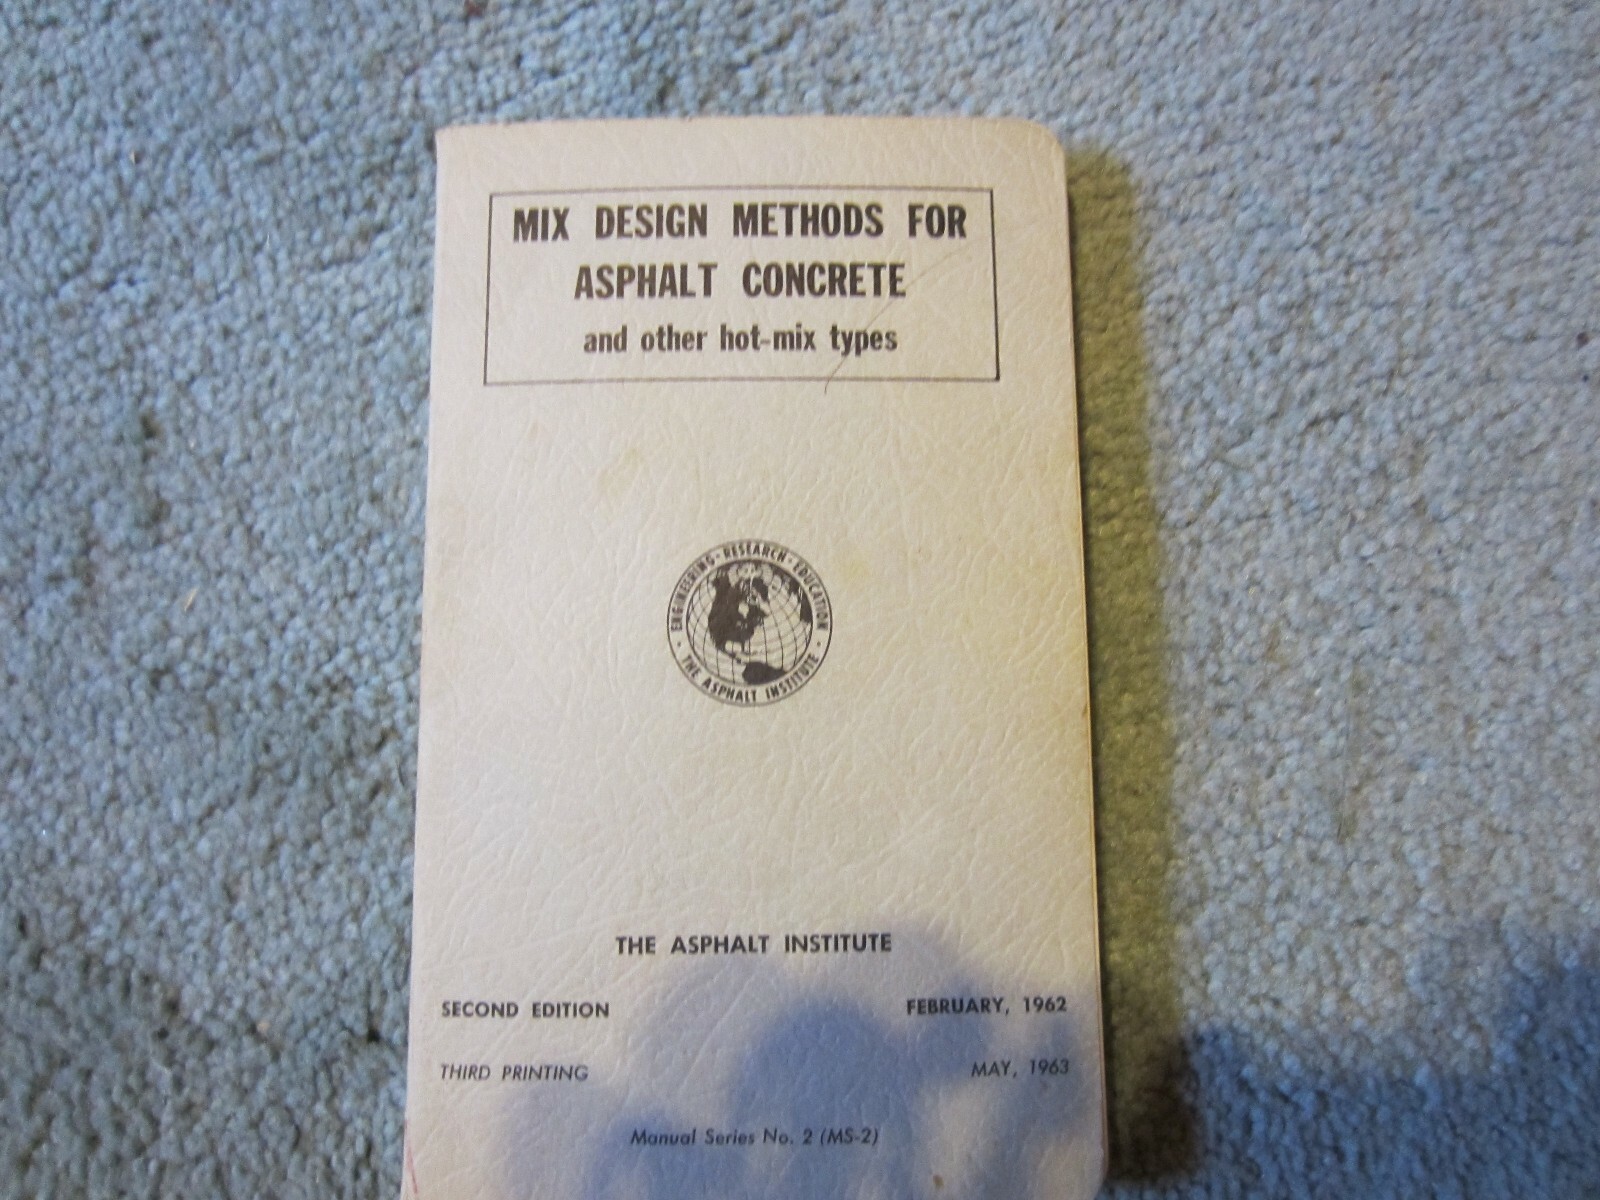 MIX DESIGN METHODS FOR
ASPHALT CONCRETE
and other hot-mix types
ENGINEERING · RESEARCH · EDUCATION
· THE ASPHALT INSTITUTE ·
THE ASPHALT INSTITUTE
SECOND EDITION FEBRUARY, 1962
THIRD PRINTING MAY, 1963
Manual Series No. 2 (MS-2)